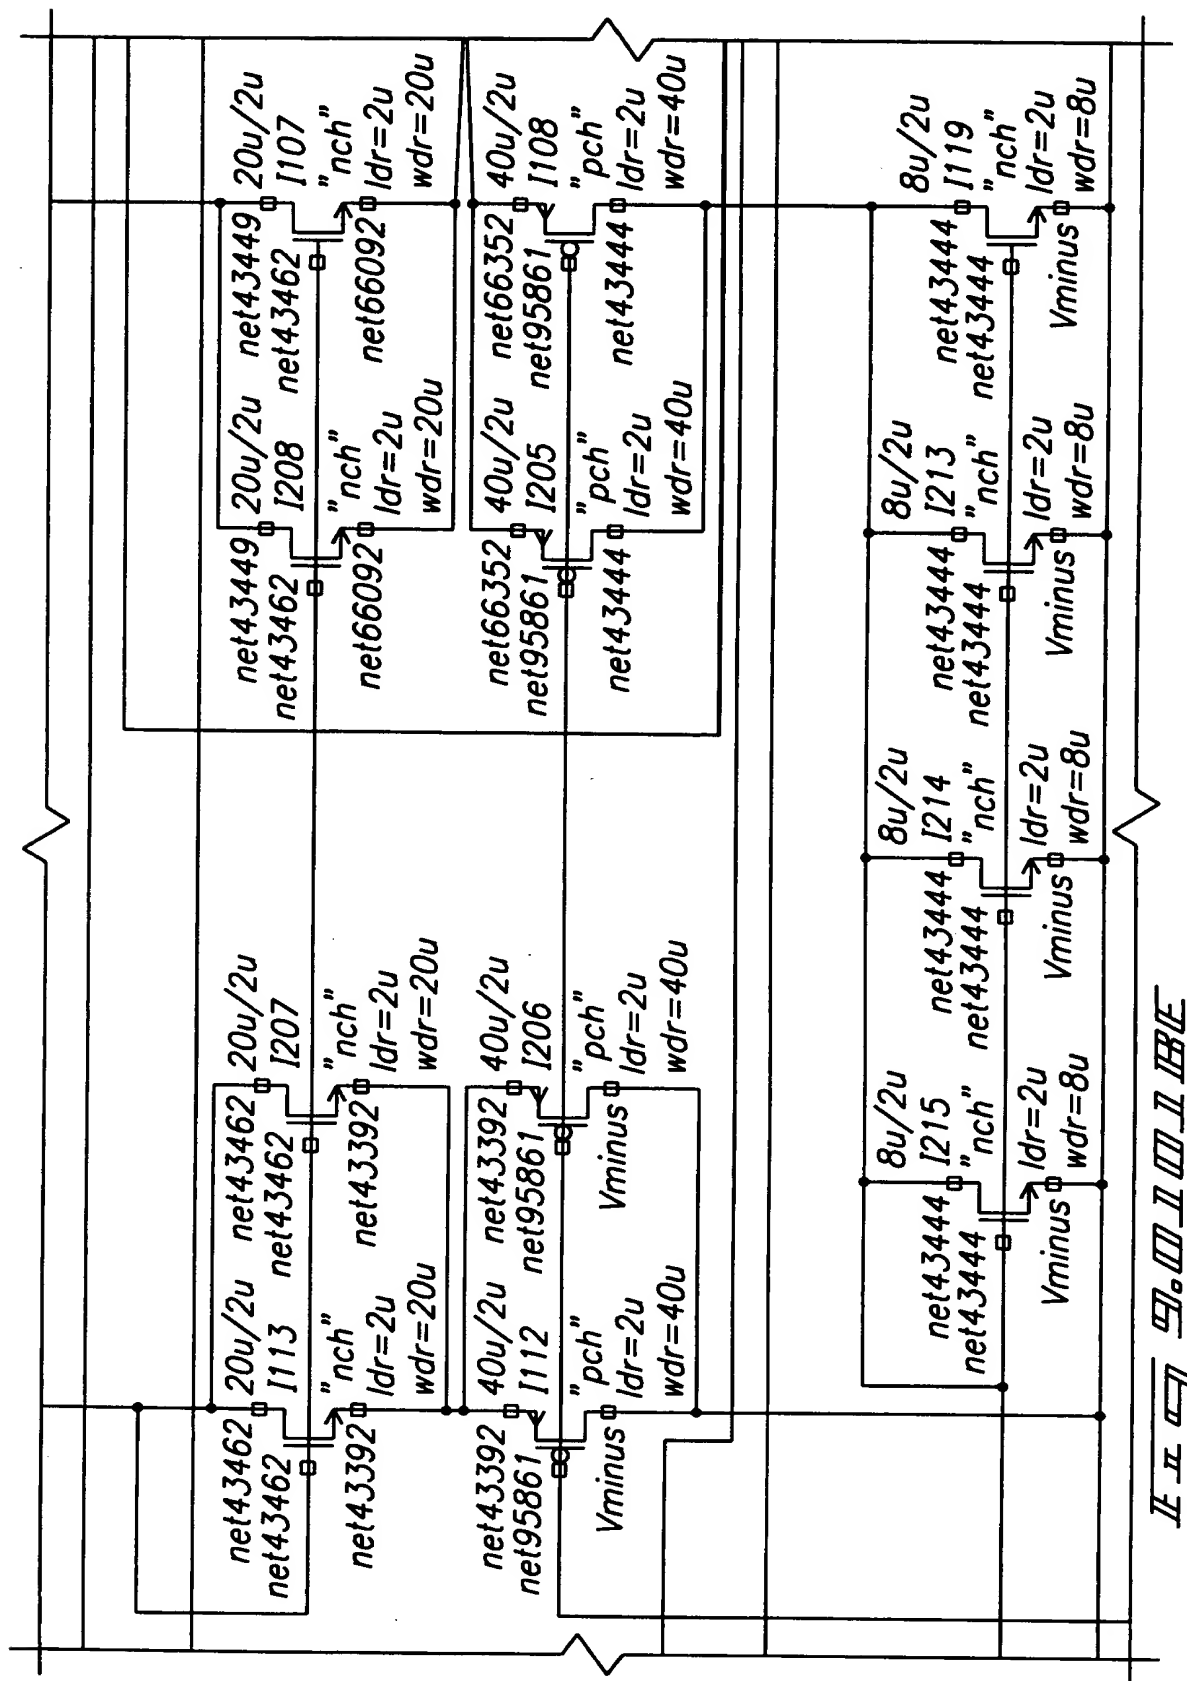 net43462
net43462
20u/2u
I113
"nch"
ldr=2u
wdr=20u
net43392
net43462
net43462
20u/2u
I207
"nch"
ldr=2u
wdr=20u
net43392
net43449
net43462
20u/2u
I208
"nch"
ldr=2u
wdr=20u
net66092
net43449
net43462
20u/2u
I107
"nch"
ldr=2u
wdr=20u
net66092
net43392
net95861
40u/2u
I112
"pch"
ldr=2u
wdr=40u
Vminus
net43392
net95861
40u/2u
I206
"pch"
ldr=2u
wdr=40u
Vminus
net66352
net95861
40u/2u
I205
"pch"
ldr=2u
wdr=40u
net43444
net66352
net95861
40u/2u
I108
"pch"
ldr=2u
wdr=40u
net43444
net43444
net43444
8u/2u
I215
"nch"
ldr=2u
wdr=8u
Vminus
net43444
net43444
8u/2u
I214
"nch"
ldr=2u
wdr=8u
Vminus
net43444
net43444
8u/2u
I213
"nch"
ldr=2u
wdr=8u
Vminus
net43444
net43444
8u/2u
I119
"nch"
ldr=2u
wdr=8u
Vminus